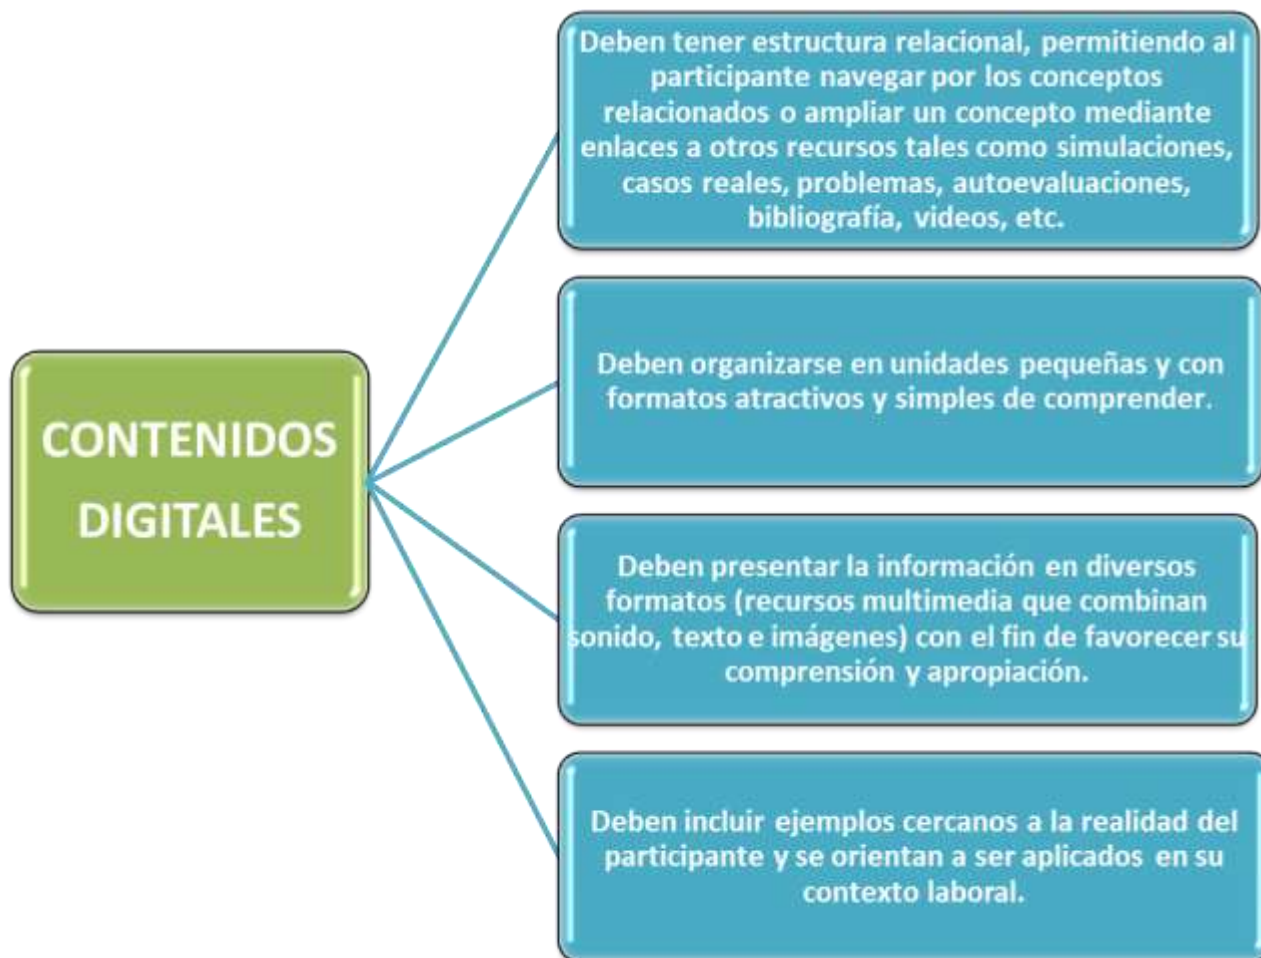 CONTENIDOS
DIGITALES
Deben tener estructura relacional, permitiendo al
participante navegar por los conceptos
relacionados o ampliar un concepto mediante
enlaces a otros recursos tales como simulaciones,
casos reales, problemas, autoevaluaciones,
bibliografía, videos, etc.
Deben organizarse en unidades pequeñas y con
formatos atractivos y simples de comprender.
Deben presentar la información en diversos
formatos (recursos multimedia que combinan
sonido, texto e imágenes) con el fin de favorecer su
comprensión y apropiación.
Deben incluir ejemplos cercanos a la realidad del
participante y se orientan a ser aplicados en su
contexto laboral.